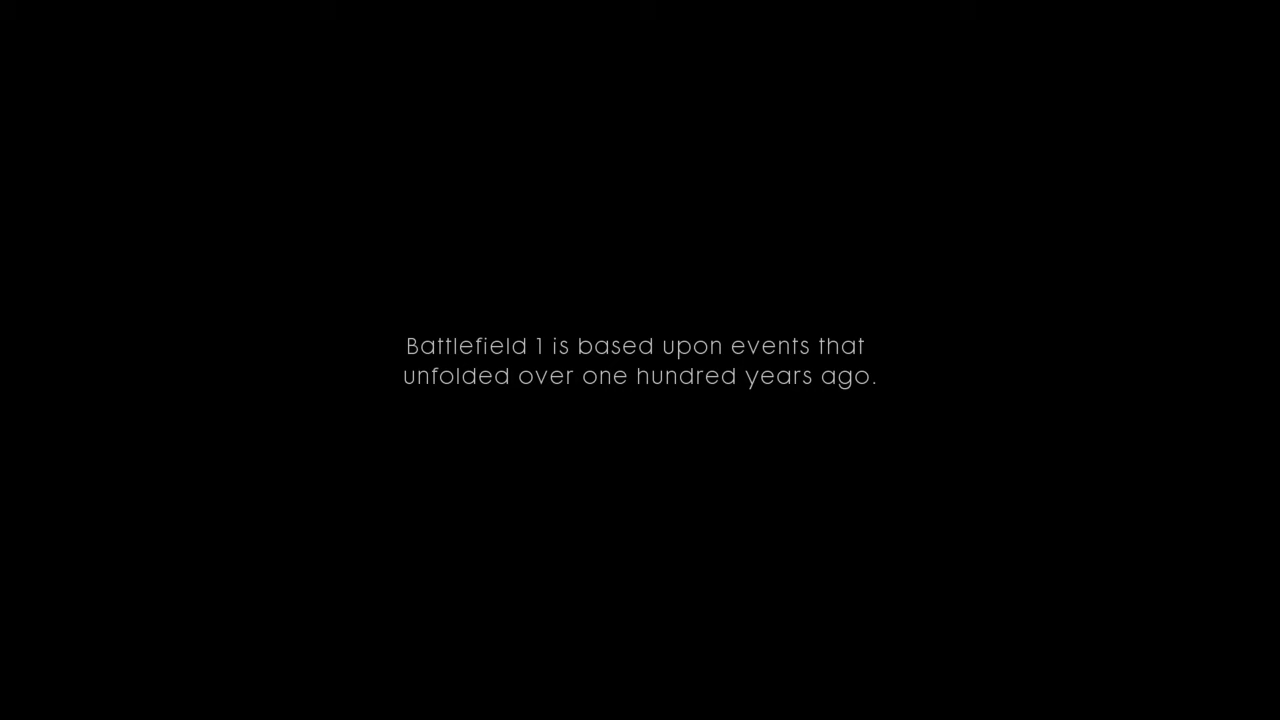 Battlefield 1 is based upon events that
unfolded over one hundred years ago.